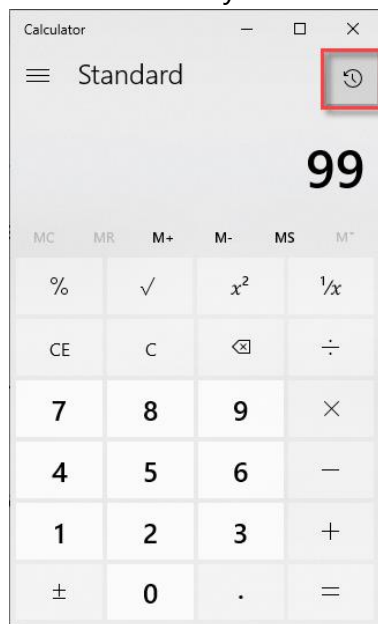 Calculator
Standard
99
MC MR M+ M- MS
% √ x² ¹/x
CE C ÷
7 8 9 ×
4 5 6 −
1 2 3 +
± 0 . =